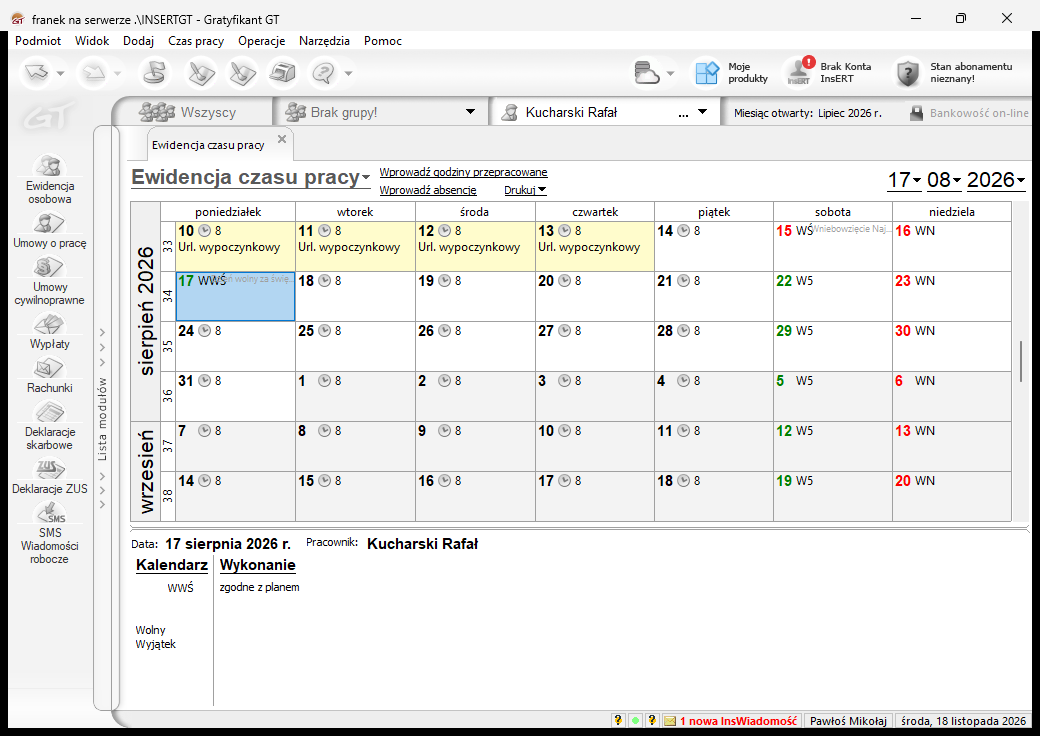 franek na serwerze .\INSERTGT - Gratyfikant GT
Podmiot Widok Dodaj Czas pracy Operacje Narzędzia Pomoc
Moje produkty
Brak Konta InsERT
Stan abonamentu nieznany!
GT
Wszyscy
Brak grupy!
Kucharski Rafał ...
Miesiąc otwarty: Lipiec 2026 r.
Bankowość on-line
Ewidencja czasu pracy
Ewidencja osobowa
Umowy o pracę
Umowy cywilnoprawne
Wypłaty
Rachunki
Deklaracje skarbowe
Deklaracje ZUS
SMS Wiadomości robocze
Lista modułów
Ewidencja czasu pracy
Wprowadź godziny przepracowane
Wprowadź absencję Drukuj
17 08 2026
poniedziałek wtorek środa czwartek piątek sobota niedziela
sierpień 2026
33 10 8 11 8 12 8 13 8 14 8 15 WŚ Wniebowzięcie Naj... 16 WN
Url. wypoczynkowy Url. wypoczynkowy Url. wypoczynkowy Url. wypoczynkowy
34 17 WWŚ wolny za świę... 18 8 19 8 20 8 21 8 22 W5 23 WN
35 24 8 25 8 26 8 27 8 28 8 29 W5 30 WN
36 31 8 1 8 2 8 3 8 4 8 5 W5 6 WN
wrzesień
37 7 8 8 8 9 8 10 8 11 8 12 W5 13 WN
38 14 8 15 8 16 8 17 8 18 8 19 W5 20 WN
Data: 17 sierpnia 2026 r. Pracownik: Kucharski Rafał
Kalendarz Wykonanie
WWŚ zgodne z planem
Wolny
Wyjątek
1 nowa InsWiadomość Pawłoś Mikołaj środa, 18 listopada 2026